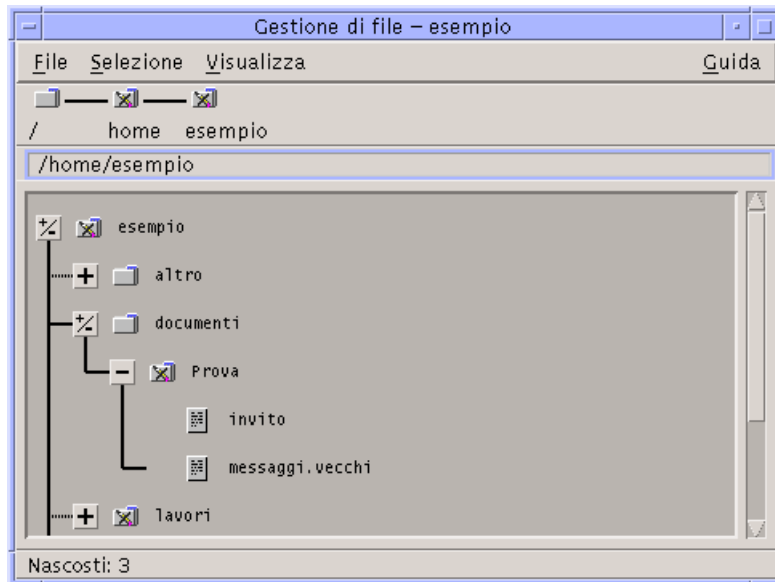 Gestione di file – esempio
File Selezione Visualizza Guida
/ home esempio
/home/esempio
esempio
altro
documenti
Prova
invito
messaggi.vecchi
lavori
Nascosti: 3